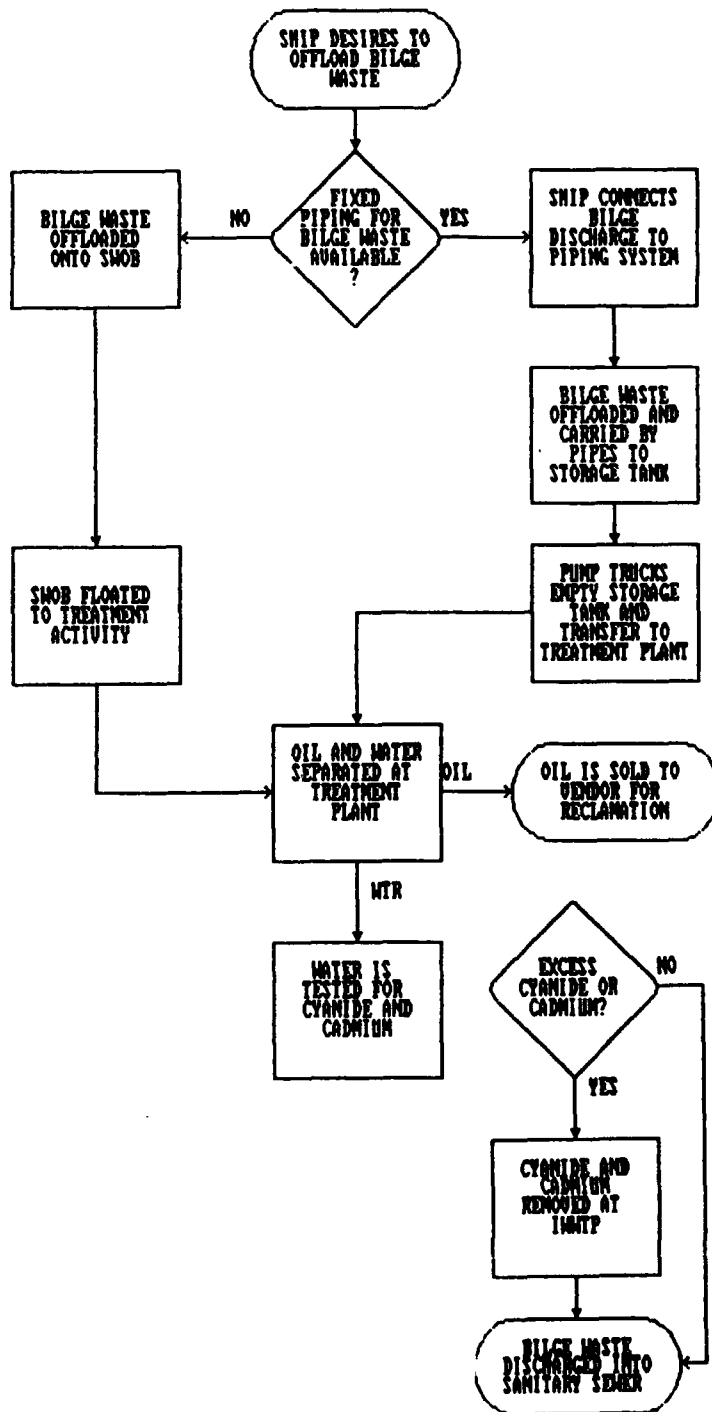 SHIP DESIRES TO
OFFLOAD BILGE
WASTE
FIXED
PIPING FOR
BILGE WASTE
AVAILABLE
?
NO
YES
BILGE WASTE
OFFLOADED
ONTO SWOB
SHIP CONNECTS
BILGE
DISCHARGE TO
PIPING SYSTEM
BILGE WASTE
OFFLOADED AND
CARRIED BY
PIPES TO
STORAGE TANK
SWOB FLOATED
TO TREATMENT
ACTIVITY
PUMP TRUCKS
EMPTY STORAGE
TANK AND
TRANSFER TO
TREATMENT PLANT
OIL AND WATER
SEPARATED AT
TREATMENT
PLANT
OIL
OIL IS SOLD TO
VENDOR FOR
RECLAMATION
WTR
WATER IS
TESTED FOR
CYANIDE AND
CADMIUM
EXCESS
CYANIDE OR
CADMIUM?
NO
YES
CYANIDE AND
CADMIUM
REMOVED AT
IWWTP
BILGE WASTE
DISCHARGED INTO
SANITARY SEWER